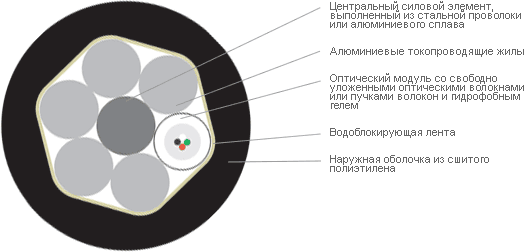 Центральный силовой элемент,
выполненный из стальной проволоки
или алюминиевого сплава
Алюминиевые токопроводящие жилы
Оптический модуль со свободно
уложенными оптическими волокнами
или пучками волокон и гидрофобным
гелем
Водоблокирующая лента
Наружная оболочка из сшитого
полиэтилена